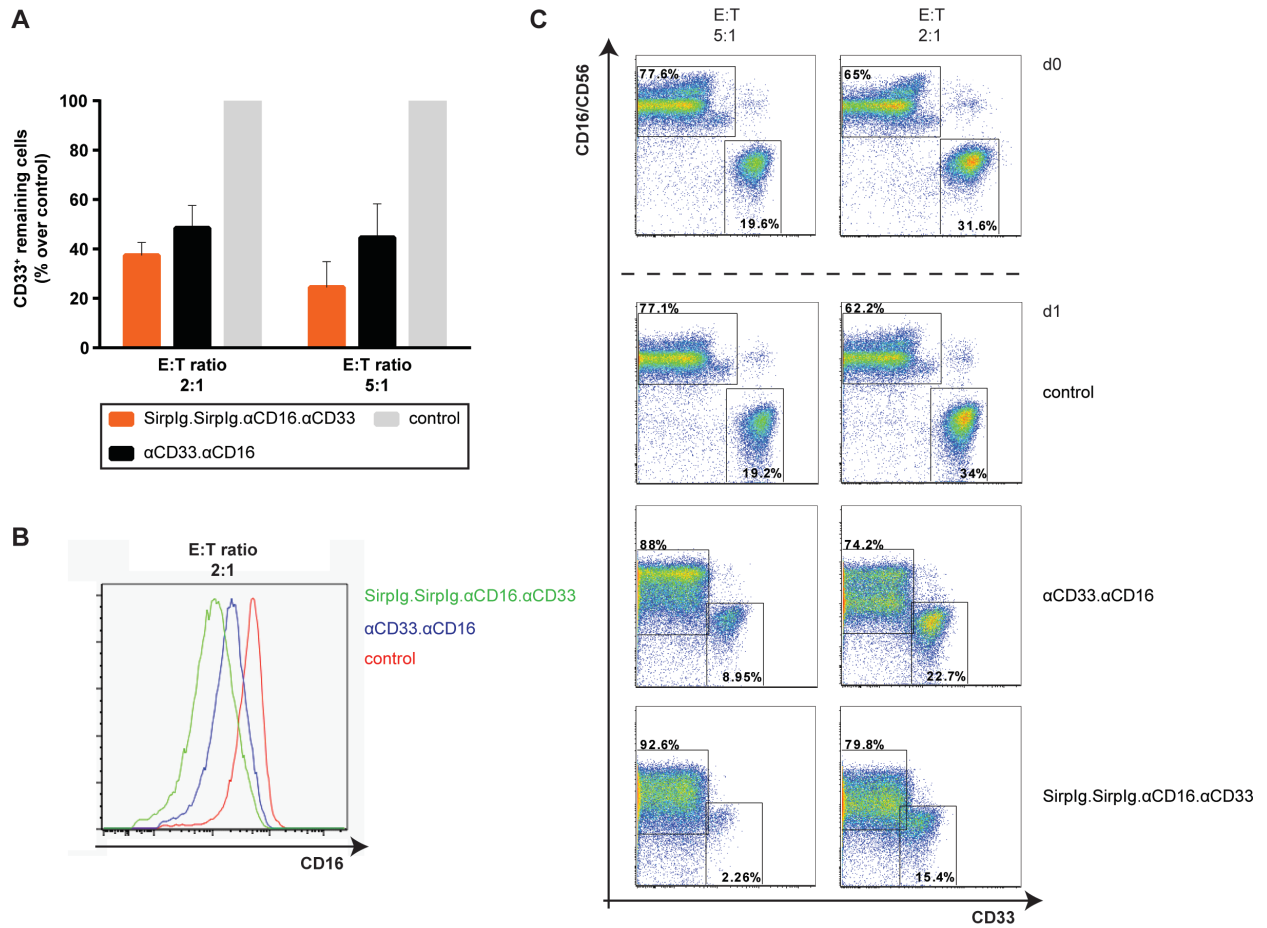 A
CD33⁺ remaining cells
(% over control)
100
80
60
40
20
0
E:T ratio
2:1
E:T ratio
5:1
SirpIg.SirpIg.αCD16.αCD33
control
αCD33.αCD16
B
E:T ratio
2:1
SirpIg.SirpIg.αCD16.αCD33
αCD33.αCD16
control
CD16
C
E:T
5:1
E:T
2:1
CD16/CD56
77.6%
19.6%
65%
31.6%
d0
77.1%
19.2%
62.2%
34%
d1
control
88%
8.95%
74.2%
22.7%
αCD33.αCD16
92.6%
2.26%
79.8%
15.4%
SirpIg.SirpIg.αCD16.αCD33
CD33